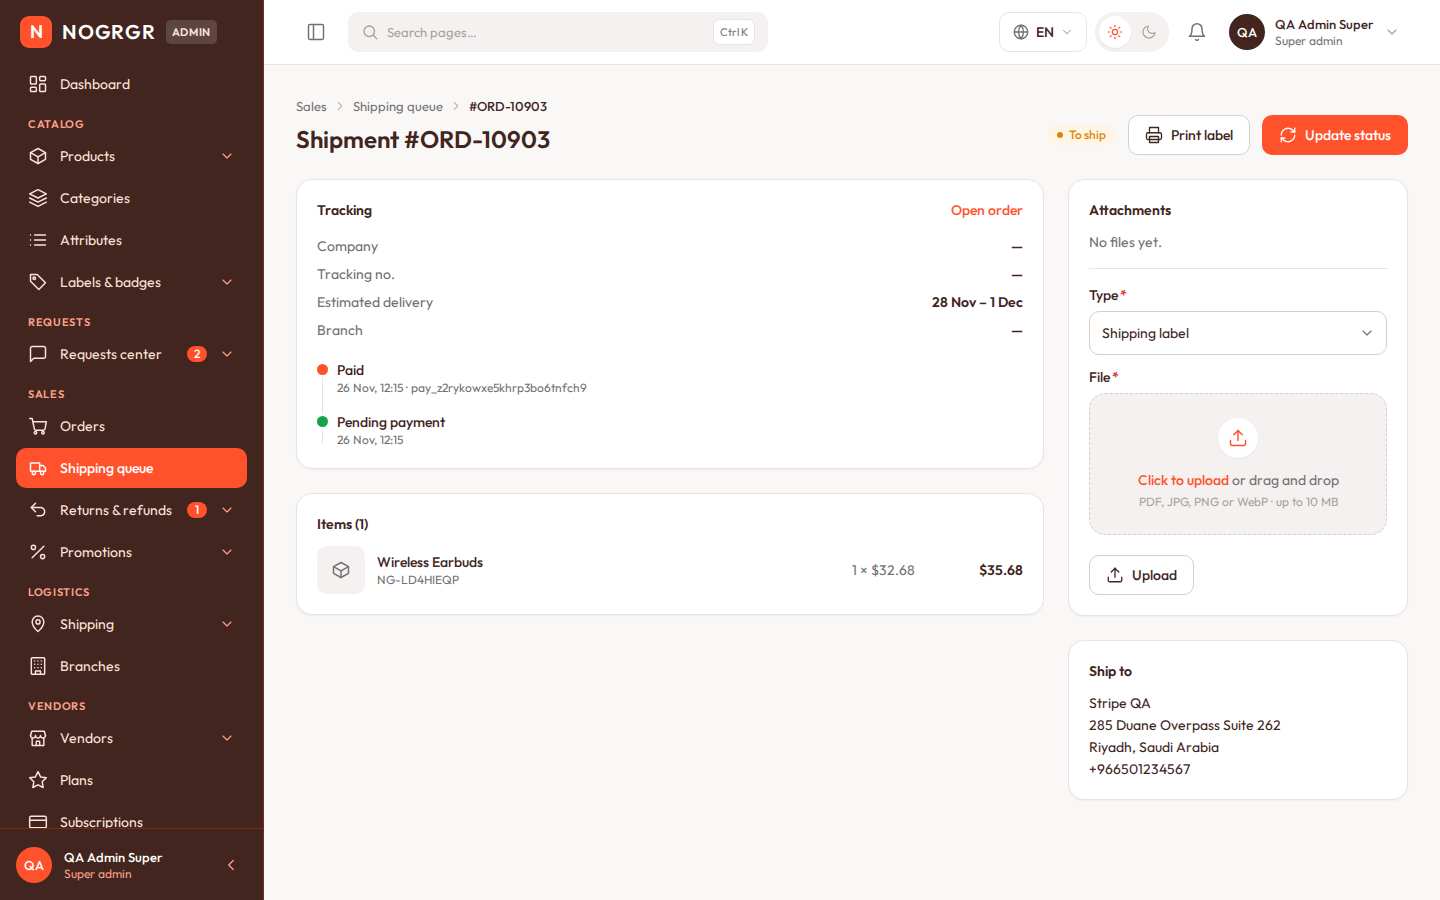 N NOGRGR ADMIN
Search pages... Ctrl K
EN
QA QA Admin Super
Super admin
Dashboard
CATALOG
Products
Categories
Attributes
Labels & badges
REQUESTS
Requests center 2
SALES
Orders
Shipping queue
Returns & refunds 1
Promotions
LOGISTICS
Shipping
Branches
VENDORS
Vendors
Plans
Subscriptions
QA QA Admin Super
Super admin
Sales > Shipping queue > #ORD-10903
Shipment #ORD-10903
To ship
Print label
Update status
Tracking Open order
Company —
Tracking no. —
Estimated delivery 28 Nov – 1 Dec
Branch —
Paid
26 Nov, 12:15 · pay_z2rykowxe5khrp3bo6tnfch9
Pending payment
26 Nov, 12:15
Items (1)
Wireless Earbuds
NG-LD4HIEQP
1 × $32.68 $35.68
Attachments
No files yet.
Type *
Shipping label
File *
Click to upload or drag and drop
PDF, JPG, PNG or WebP · up to 10 MB
Upload
Ship to
Stripe QA
285 Duane Overpass Suite 262
Riyadh, Saudi Arabia
+966501234567